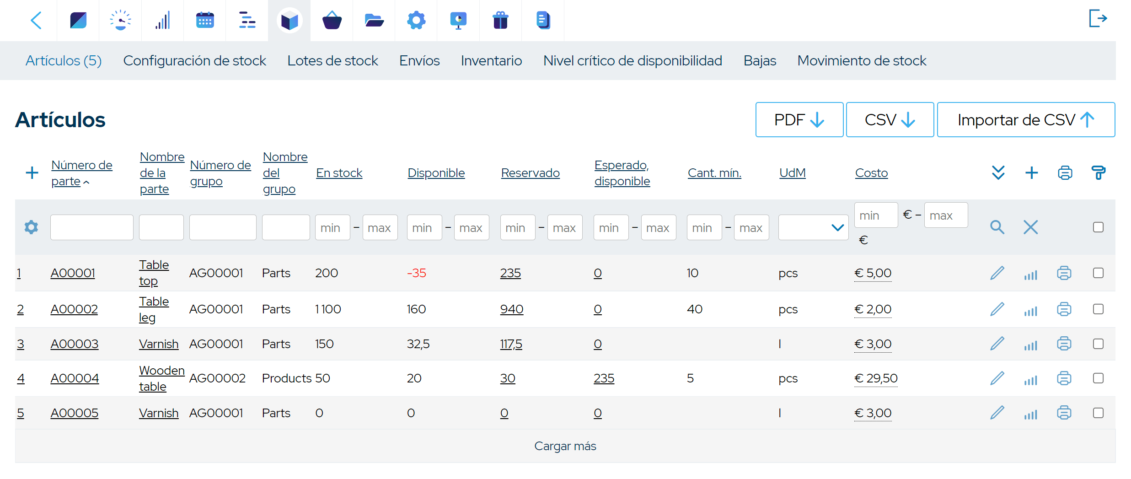 Artículos (5) Configuración de stock Lotes de stock Envíos Inventario Nivel crítico de disponibilidad Bajas Movimiento de stock
Artículos PDF CSV Importar de CSV
Número de parte Nombre de la parte Número de grupo Nombre del grupo En stock Disponible Reservado Esperado, disponible Cant. mín. UdM Costo
min – max min – max min – max min – max min – max min € – max €
1 A00001 Table top AG00001 Parts 200 -35 235 0 10 pcs € 5,00
2 A00002 Table leg AG00001 Parts 1 100 160 940 0 40 pcs € 2,00
3 A00003 Varnish AG00001 Parts 150 32,5 117,5 0 l € 3,00
4 A00004 Wooden table AG00002 Products 50 20 30 235 5 pcs € 29,50
5 A00005 Varnish AG00001 Parts 0 0 0 0 l € 3,00
Cargar más